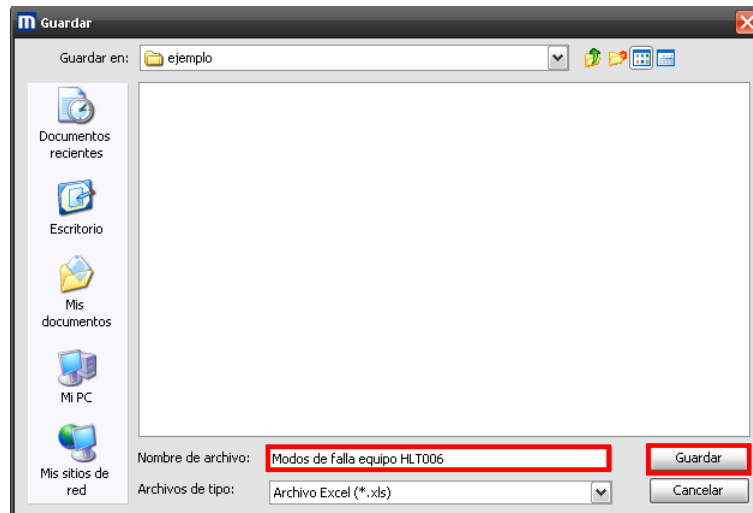 m Guardar
Guardar en: ejemplo
Documentos
recientes
Escritorio
Mis
documentos
Mi PC
Mis sitios de
red
Nombre de archivo: Modos de falla equipo HLT006 Guardar
Archivos de tipo: Archivo Excel (*.xls) Cancelar